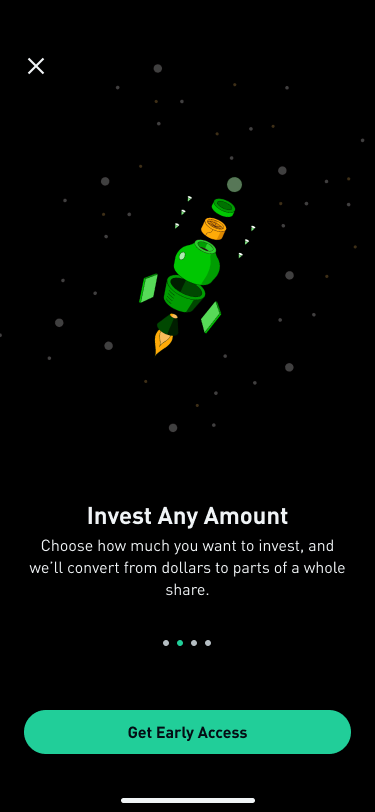 Invest Any Amount
Choose how much you want to invest, and
we'll convert from dollars to parts of a whole
share.
Get Early Access